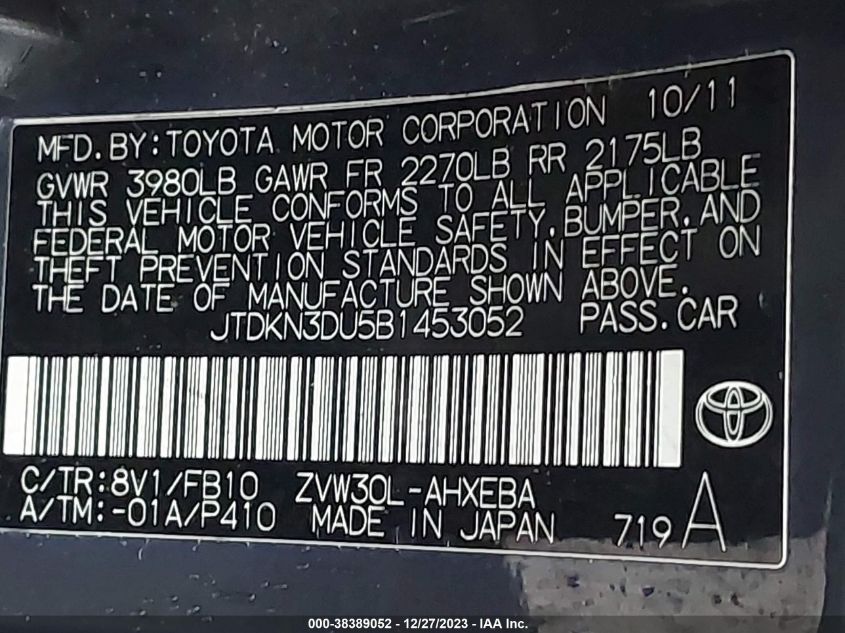 MFD.BY:TOYOTA MOTOR CORPORATION 10/11
GVWR 3980LB GAWR FR 2270LB RR 2175LB
THIS VEHICLE CONFORMS TO ALL APPLICABLE
FEDERAL MOTOR VEHICLE SAFETY,BUMPER,AND
THEFT PREVENTION STANDARDS IN EFFECT ON
THE DATE OF MANUFACTURE SHOWN ABOVE.
JTDKN3DU5B1453052 PASS.CAR
C/TR:8V1/FB10 ZVW30L-AHXEBA
A/TM:-01A/P410 MADE IN JAPAN 719 A
000-38389052 - 12/27/2023 - IAA Inc.